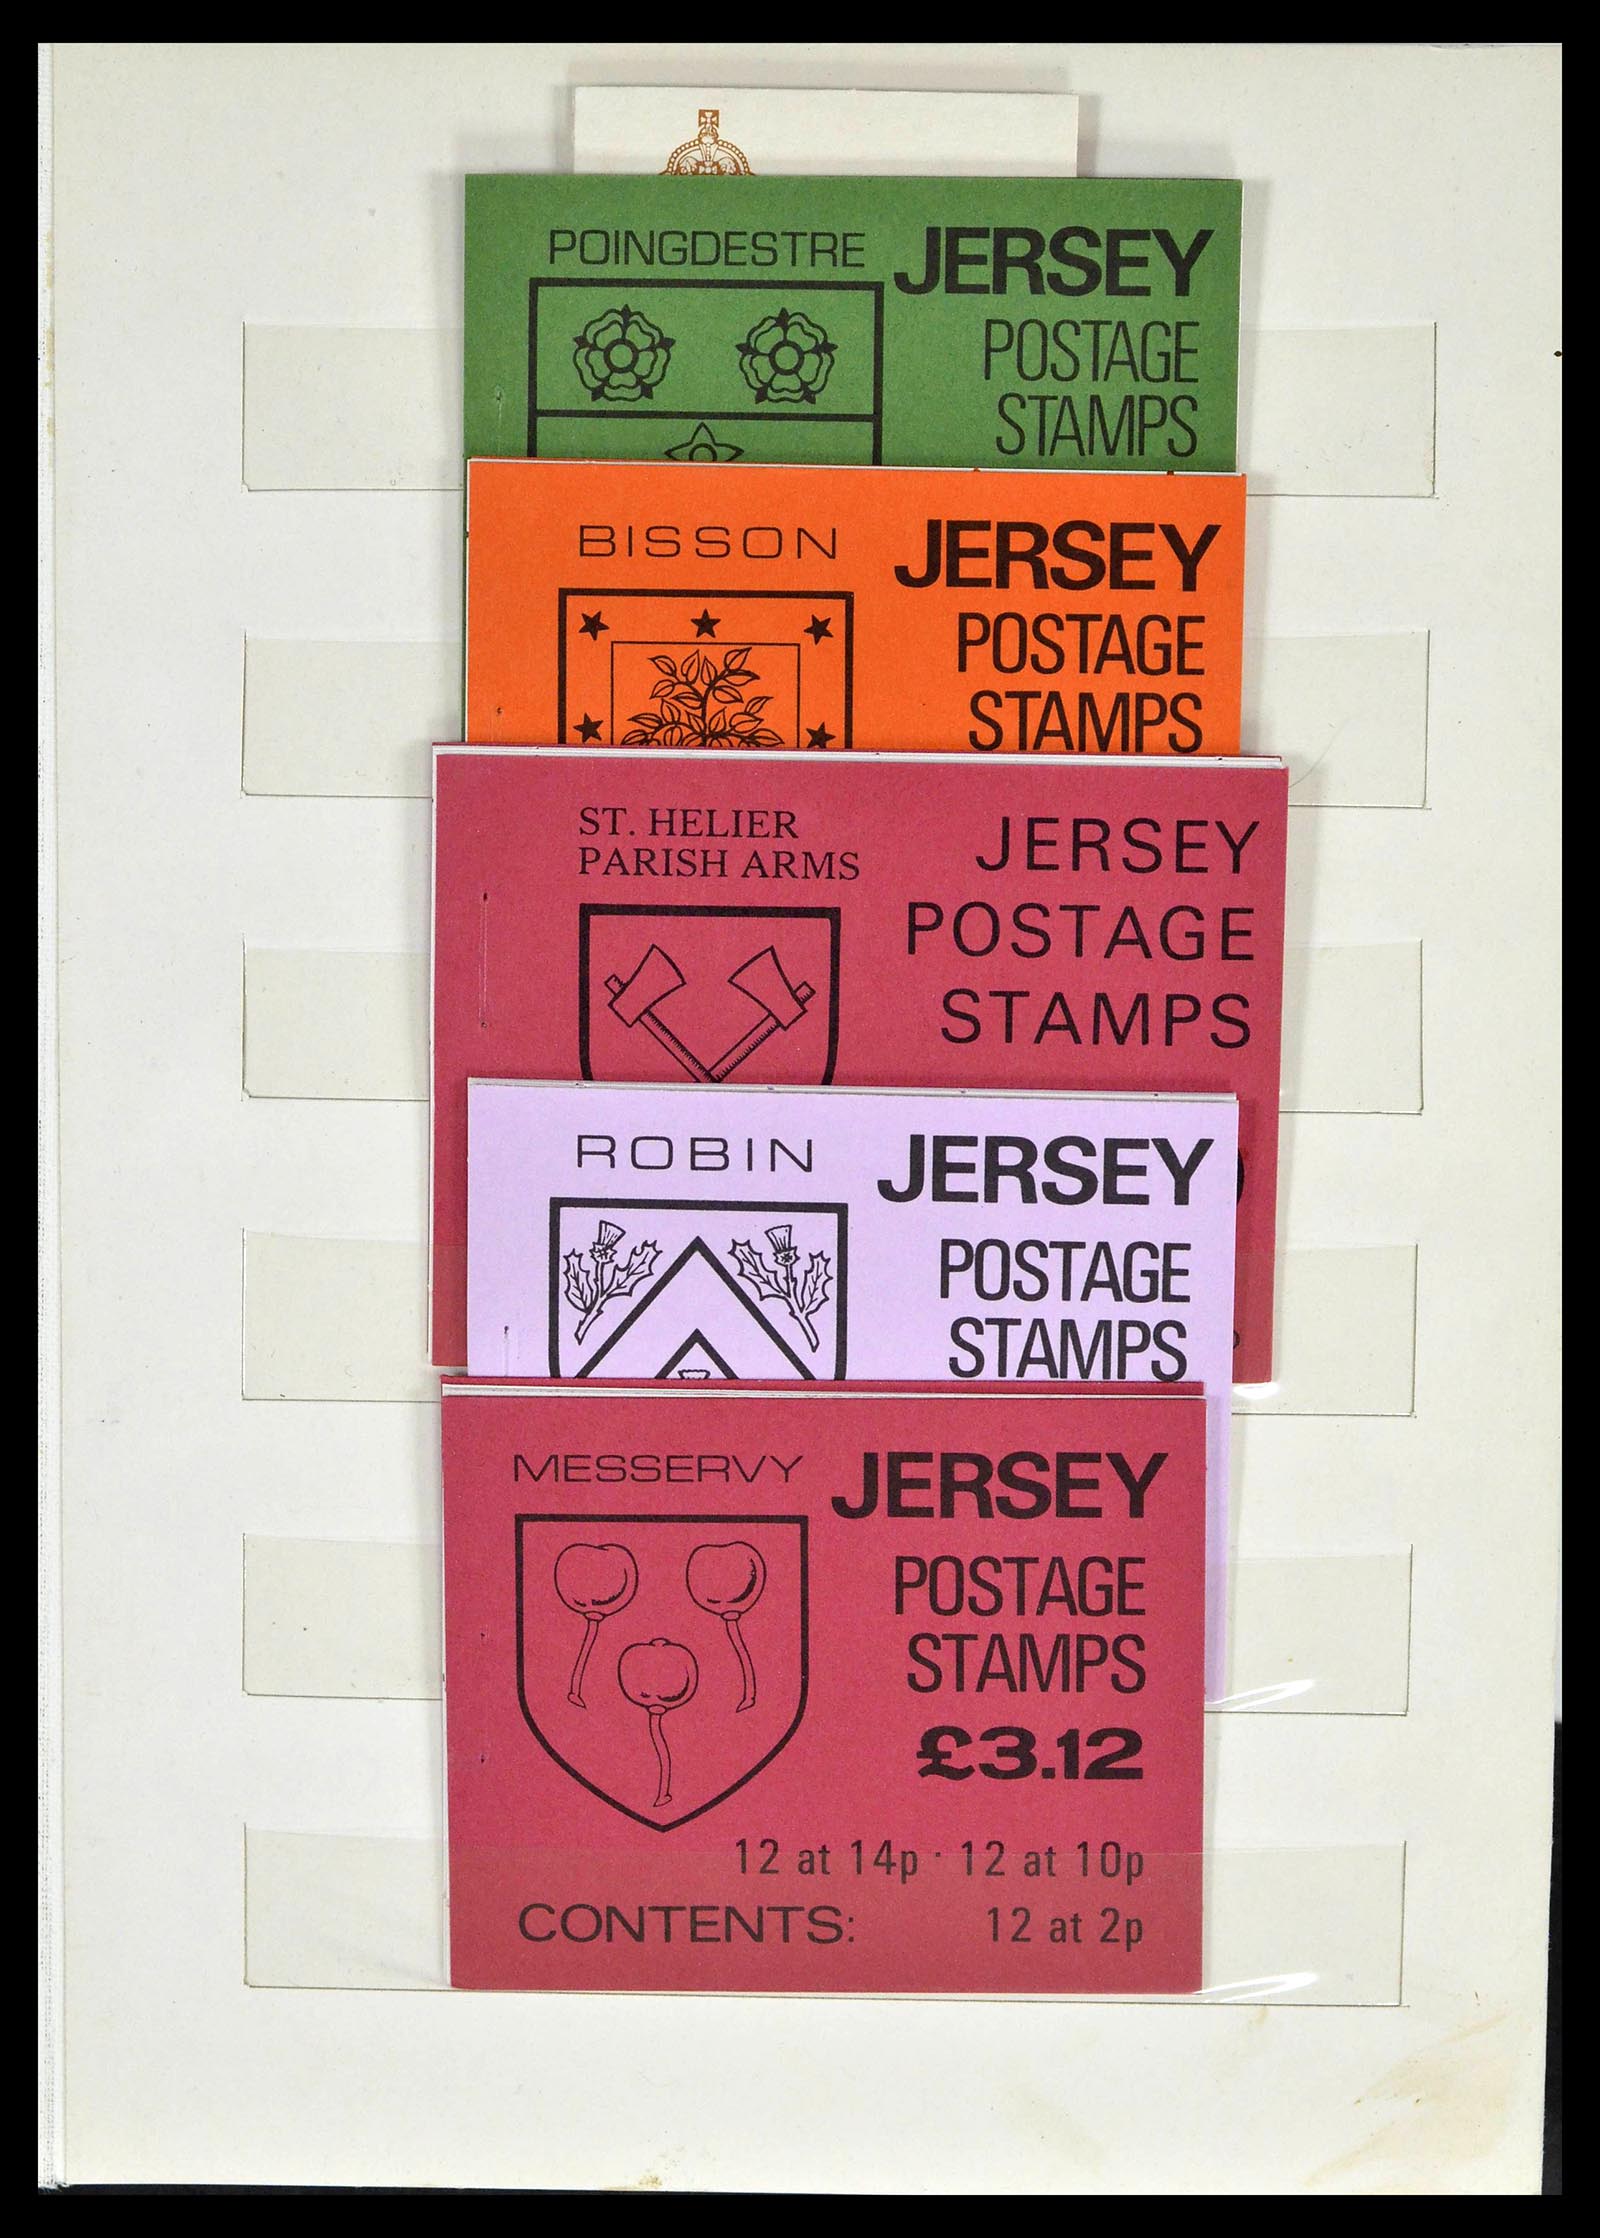 POINGDESTRE
JERSEY
POSTAGE
STAMPS
BISSON
JERSEY
POSTAGE
STAMPS
ST. HELIER
PARISH ARMS
JERSEY
POSTAGE
STAMPS
ROBIN
JERSEY
POSTAGE
STAMPS
MESSERVY
JERSEY
POSTAGE
STAMPS
£3.12
12 at 14p · 12 at 10p
CONTENTS: 12 at 2p